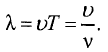 λ = υT = υ/ν.